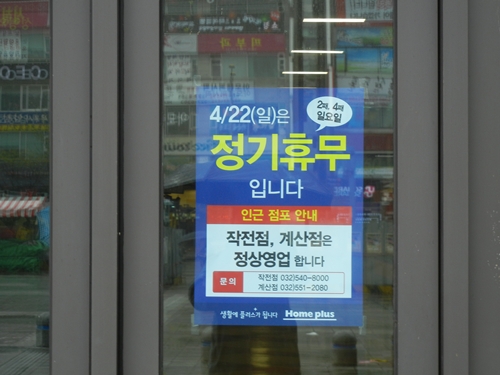 4/22(일)은
2째, 4째
일요일
정기휴무
입니다
인근 점포 안내
작전점, 계산점은
정상영업 합니다
문의
작전점 032)540-8000
계산점 032)551-2080
생활에 플러스가 됩니다
Home plus
피부과